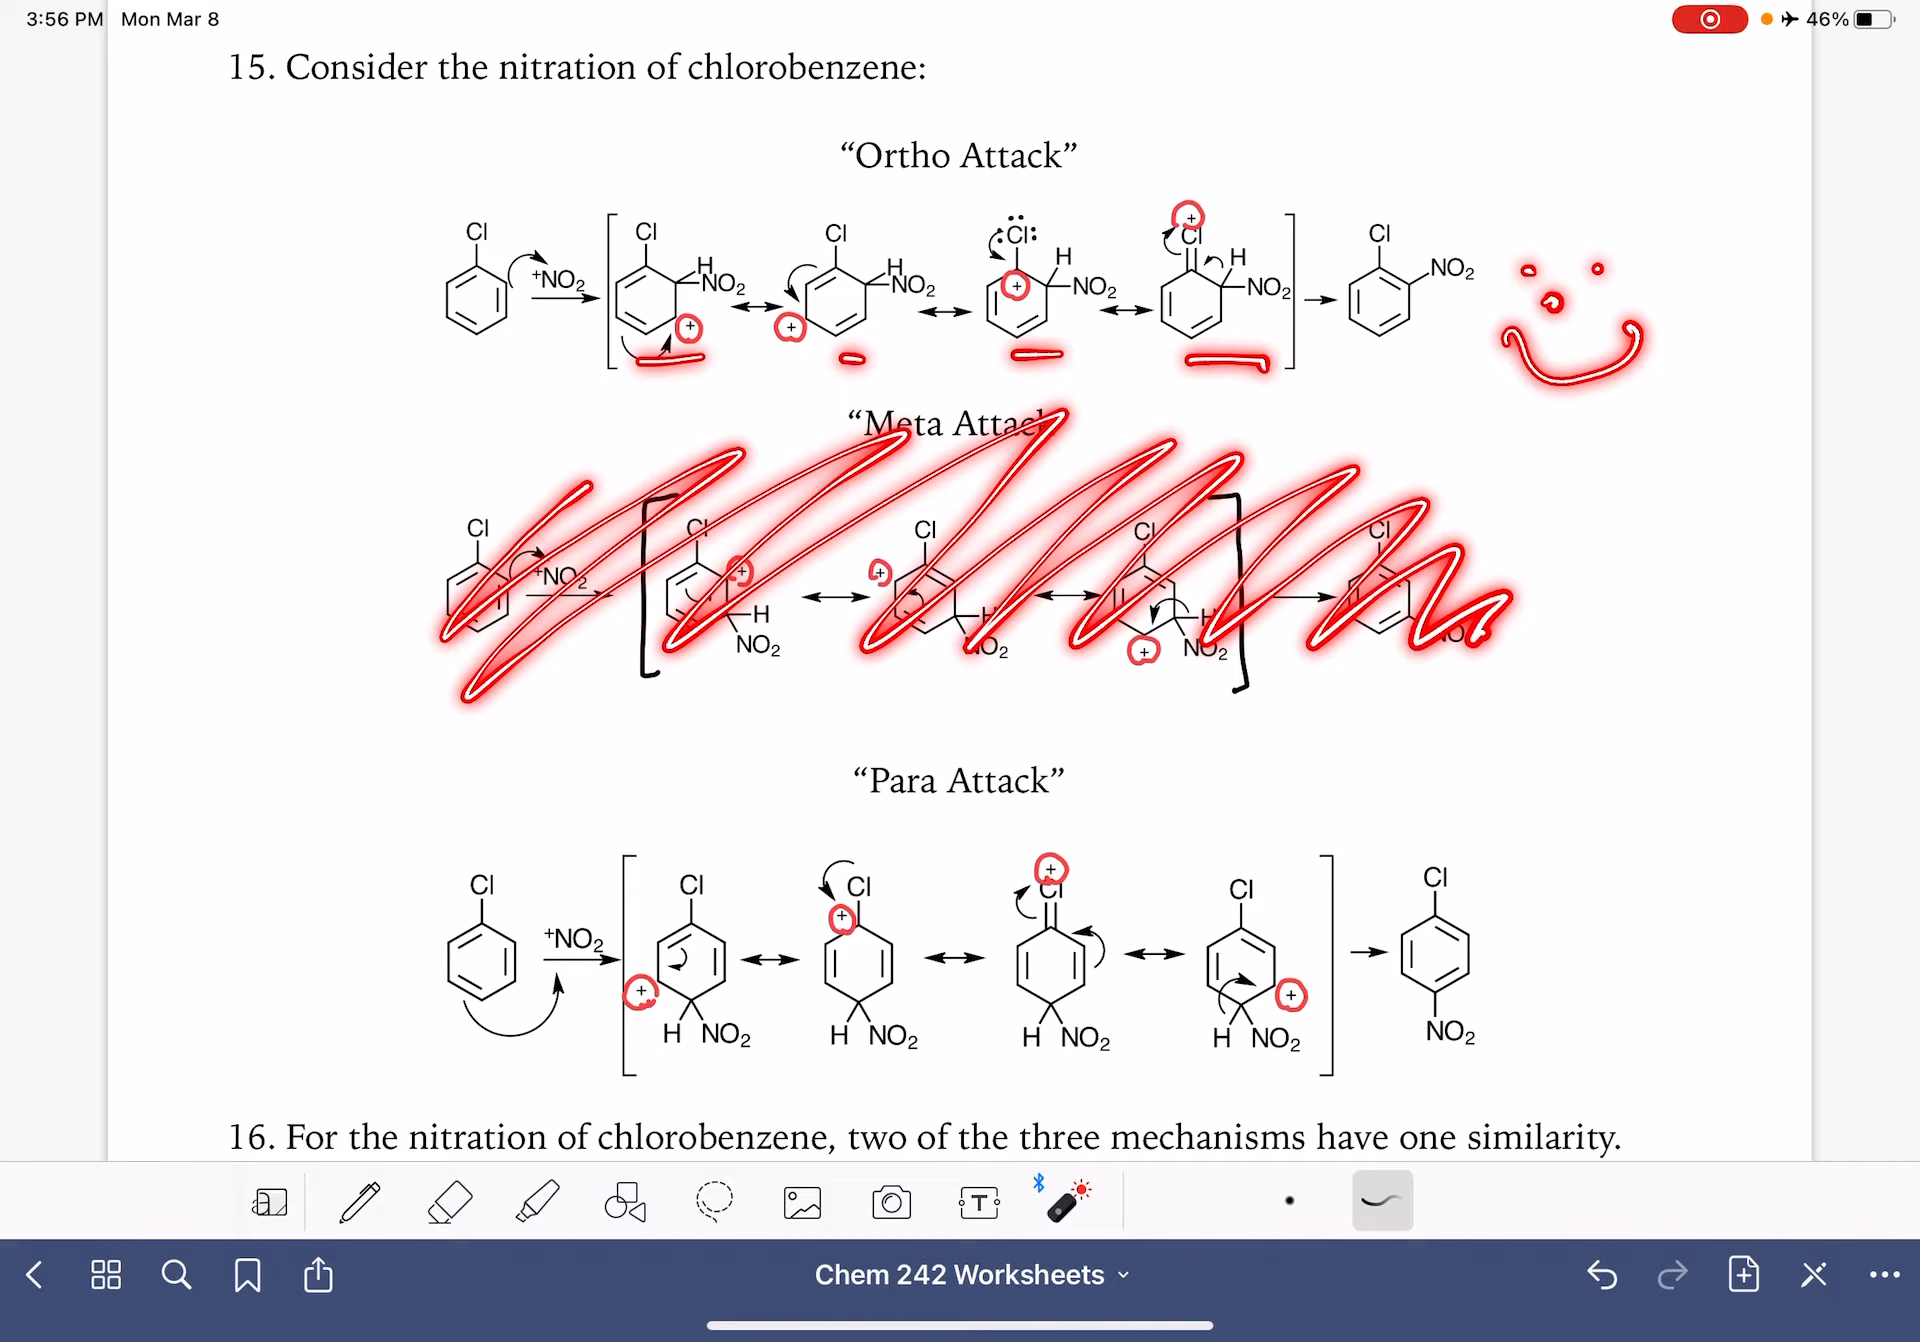 3:56 PM Mon Mar 8 46%
15. Consider the nitration of chlorobenzene:
“Ortho Attack”
Cl +NO2 Cl H NO2 + Cl H NO2 + :Cl: H NO2 + + Cl H NO2 Cl NO2
“Meta Attack
Cl +NO2 Cl + H NO2 Cl + H NO2 Cl + H NO2 Cl NO2
“Para Attack”
Cl +NO2 Cl + H NO2 Cl + H NO2 + Cl H NO2 Cl + H NO2 Cl NO2
16. For the nitration of chlorobenzene, two of the three mechanisms have one similarity.
a T
Chem 242 Worksheets